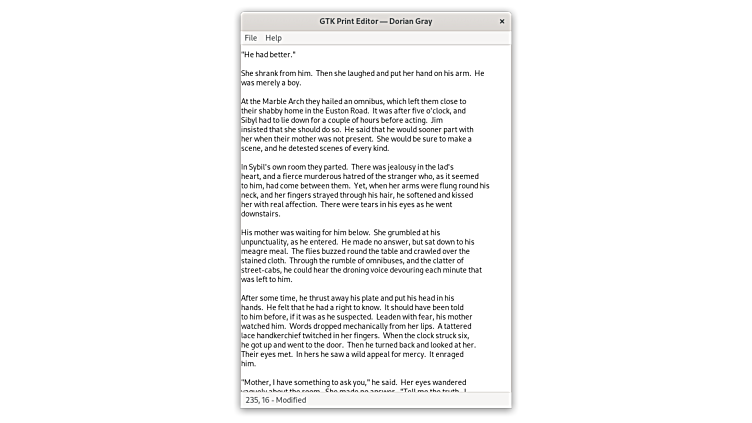 GTK Print Editor — Dorian Gray
×
File Help
"He had better."
She shrank from him.  Then she laughed and put her hand on his arm.  He
was merely a boy.
At the Marble Arch they hailed an omnibus, which left them close to
their shabby home in the Euston Road.  It was after five o'clock, and
Sibyl had to lie down for a couple of hours before acting.  Jim
insisted that she should do so.  He said that he would sooner part with
her when their mother was not present.  She would be sure to make a
scene, and he detested scenes of every kind.
In Sybil's own room they parted.  There was jealousy in the lad's
heart, and a fierce murderous hatred of the stranger who, as it seemed
to him, had come between them.  Yet, when her arms were flung round his
neck, and her fingers strayed through his hair, he softened and kissed
her with real affection.  There were tears in his eyes as he went
downstairs.
His mother was waiting for him below.  She grumbled at his
unpunctuality, as he entered.  He made no answer, but sat down to his
meagre meal.  The flies buzzed round the table and crawled over the
stained cloth.  Through the rumble of omnibuses, and the clatter of
street-cabs, he could hear the droning voice devouring each minute that
was left to him.
After some time, he thrust away his plate and put his head in his
hands.  He felt that he had a right to know.  It should have been told
to him before, if it was as he suspected.  Leaden with fear, his mother
watched him.  Words dropped mechanically from her lips.  A tattered
lace handkerchief twitched in her fingers.  When the clock struck six,
he got up and went to the door.  Then he turned back and looked at her.
Their eyes met.  In hers he saw a wild appeal for mercy.  It enraged
him.
"Mother, I have something to ask you," he said.  Her eyes wandered
vaguely about the room.  She made no answer.  "Tell me the truth.  I
235, 16 - Modified